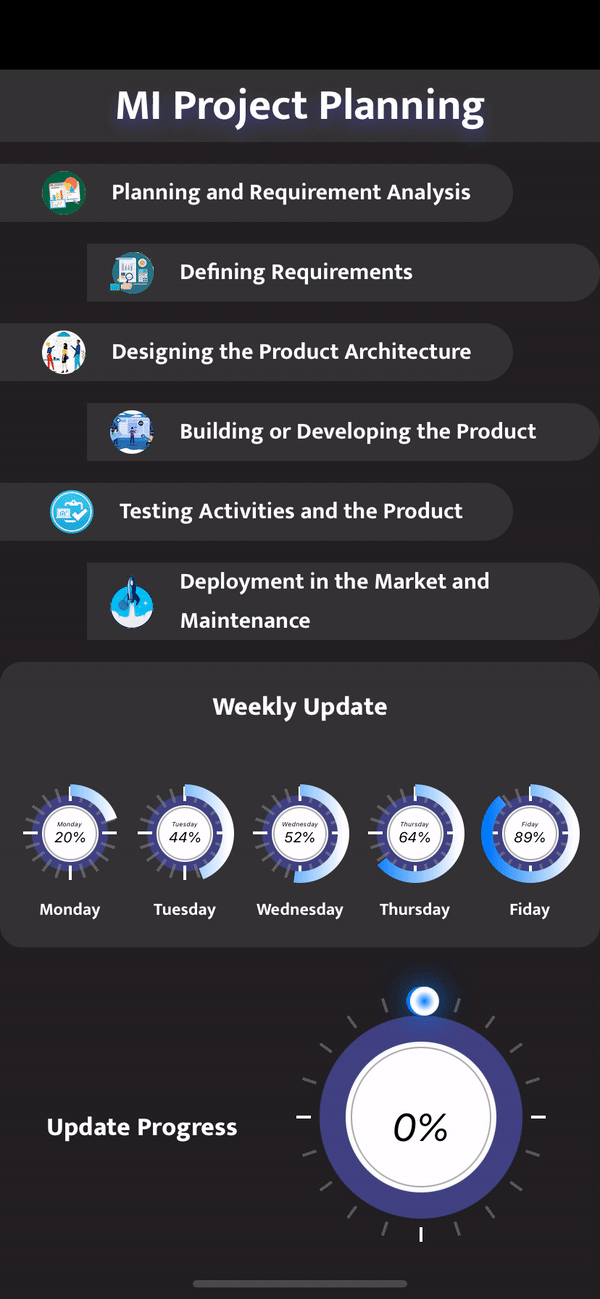 MI Project Planning
Planning and Requirement Analysis
Defining Requirements
Designing the Product Architecture
Building or Developing the Product
Testing Activities and the Product
Deployment in the Market and
Maintenance
Weekly Update
Monday
20%
Tuesday
44%
Wednesday
52%
Thursday
64%
Fiday
89%
Monday
Tuesday
Wednesday
Thursday
Fiday
Update Progress
0%